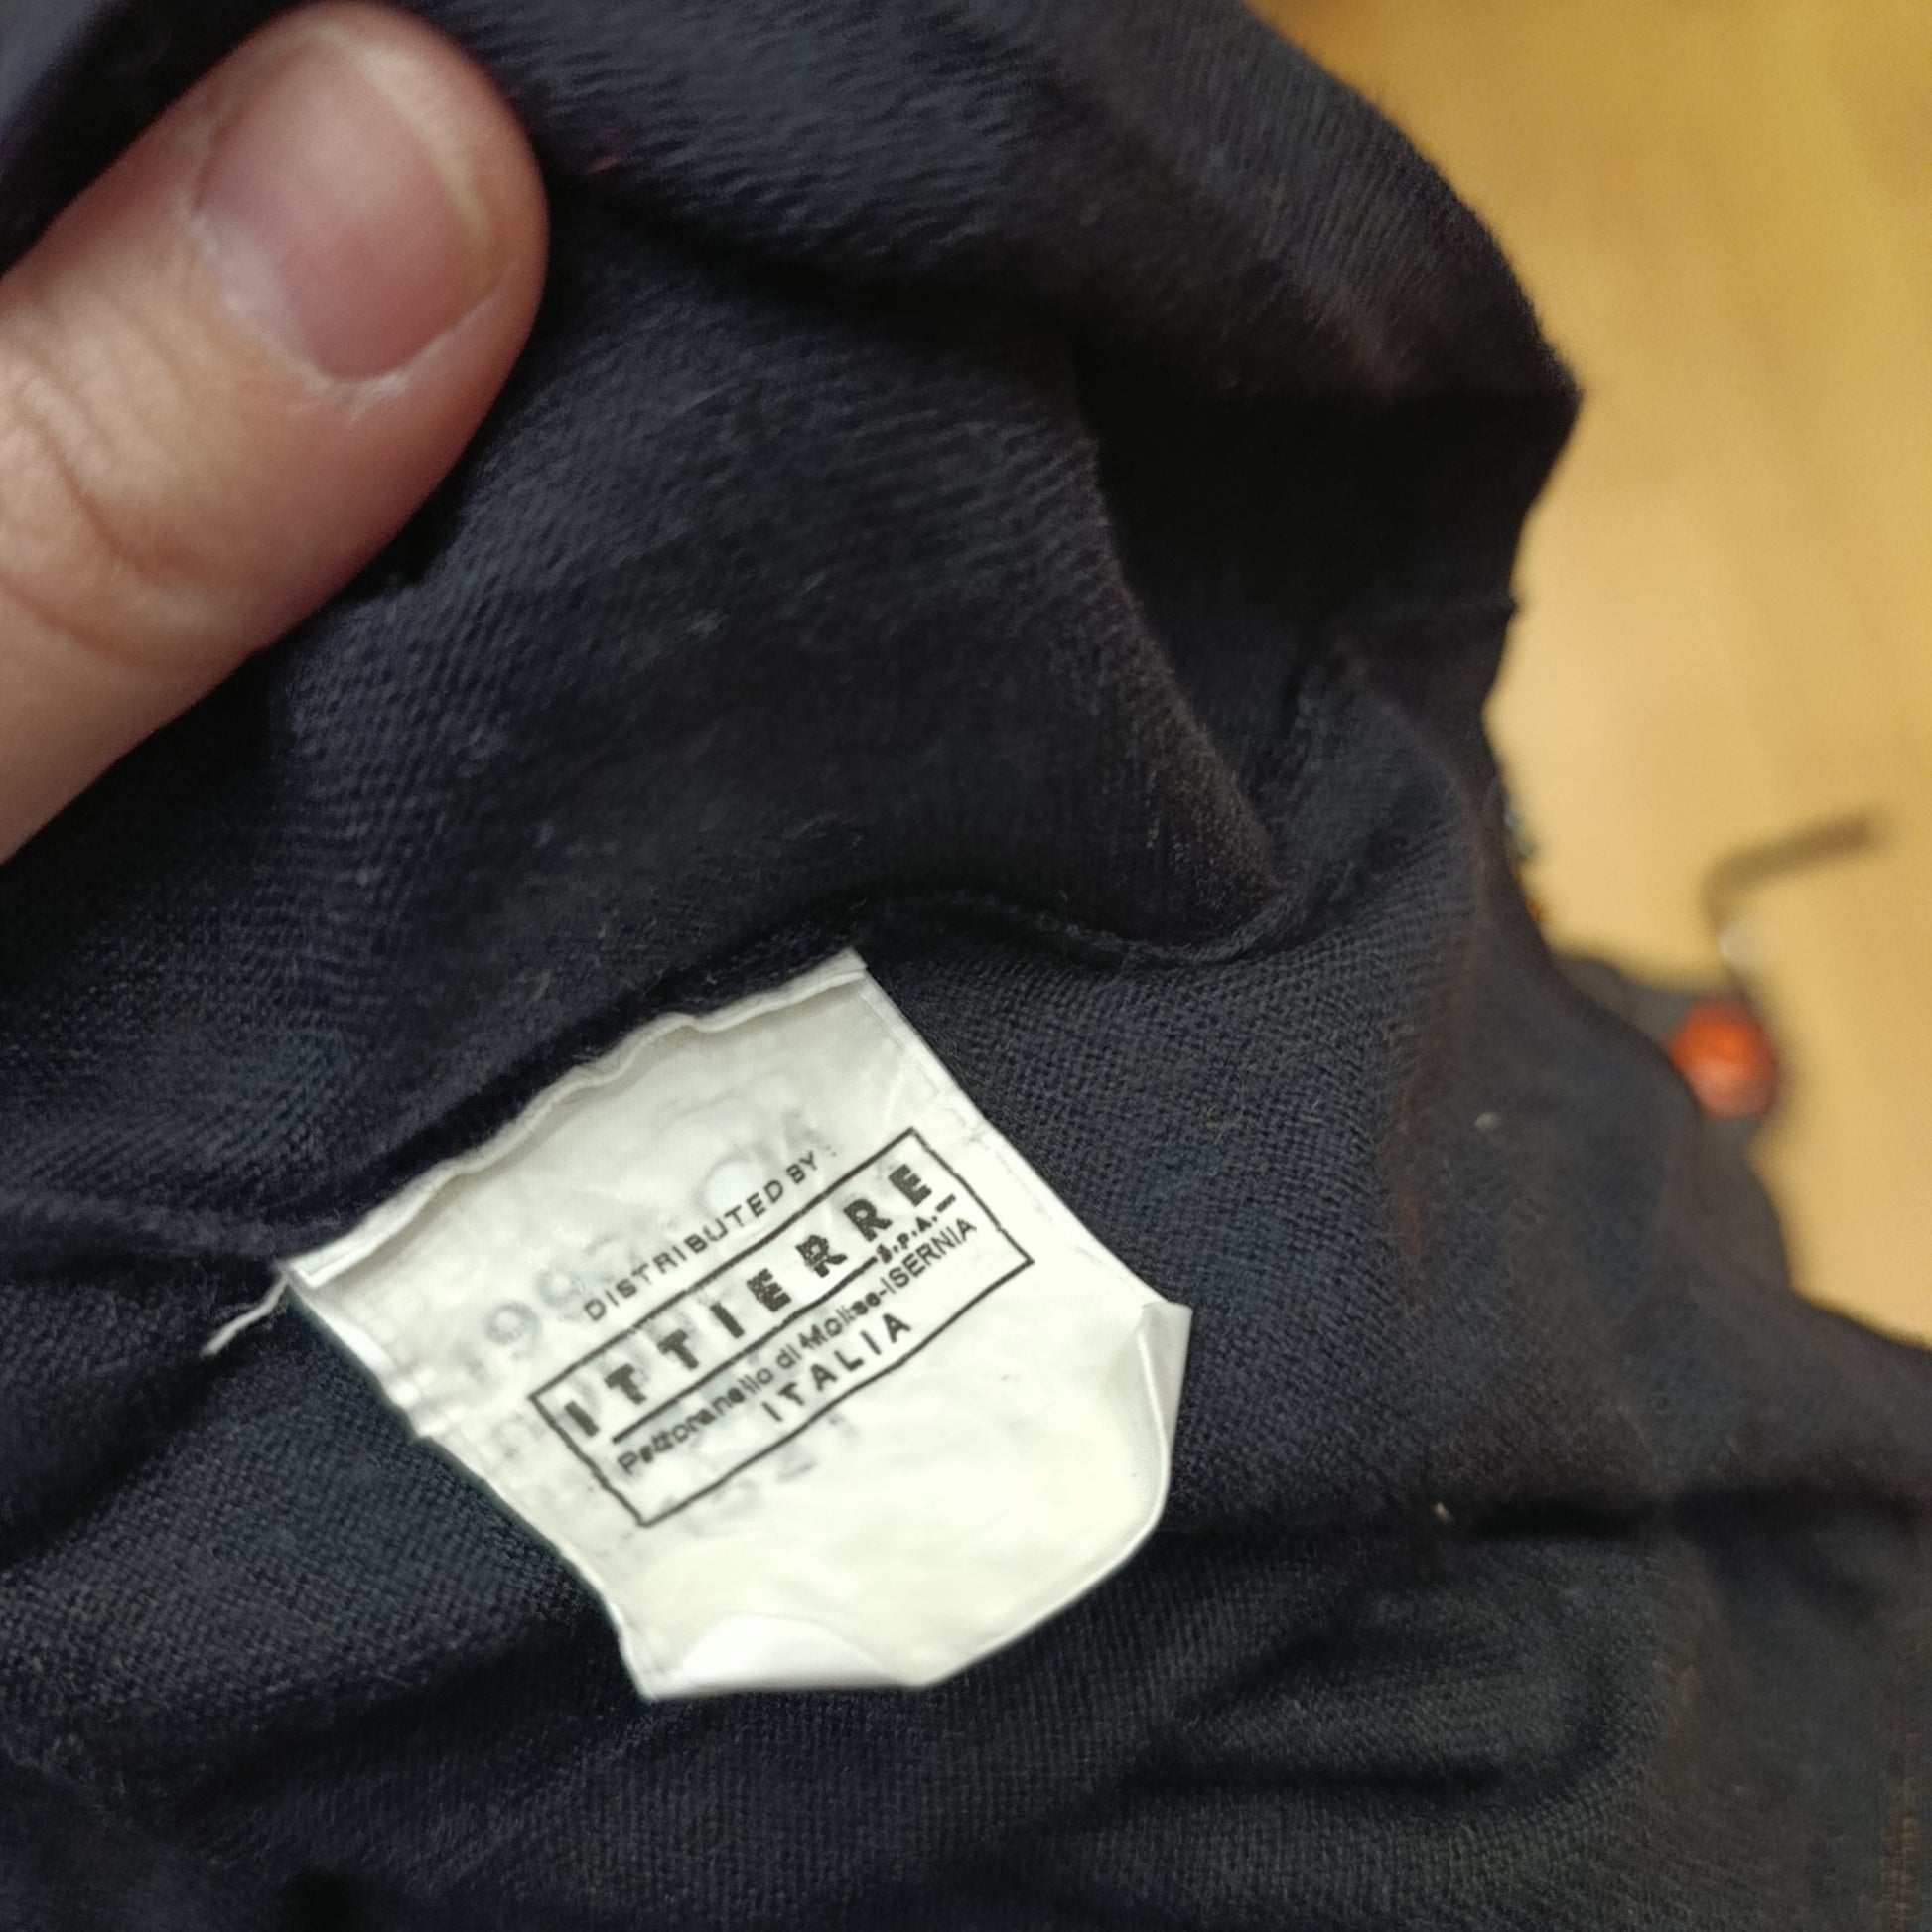 DISTRIBUTED BY:
ITTIERRE
S.P.A.
Pettoranello di Molise-ISERNIA
ITALIA